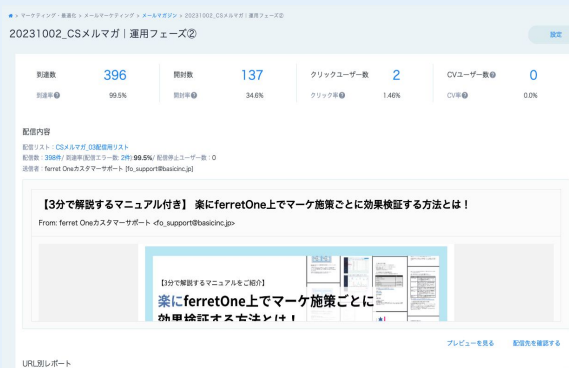 > マーケティング・最適化 > メールマーケティング > メールマガジン > 20231002_CSメルマガ｜運用フェーズ②
20231002_CSメルマガ｜運用フェーズ②
設定
到達数 396 開封数 137 クリックユーザー数 2 CVユーザー数 0
到達率 99.5% 開封率 34.6% クリック率 1.46% CV率 0.0%
配信内容
配信リスト：CSメルマガ_03配信用リスト
配信数：398件/ 到達率(配信エラー数: 2件) 99.5%/ 配信停止ユーザー数：0
送信者：ferret Oneカスタマーサポート [fo_support@basicinc.jp]
【3分で解説するマニュアル付き】 楽にferretOne上でマーケ施策ごとに効果検証する方法とは！
From: ferret Oneカスタマーサポート <fo_support@basicinc.jp>
【3分で解説するマニュアルをご紹介】
楽にferretOne上でマーケ施策ごとに
効果検証する方法とは！
プレビューを見る 配信先を確認する
URL別レポート